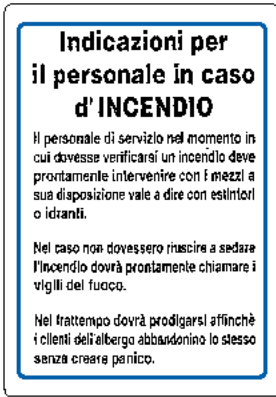 Indicazioni per
il personale in caso
d'INCENDIO
Il personale di servizio nel momento in
cui dovesse verificarsi un incendio deve
prontamente intervenire con i mezzi a
sua disposizione vale a dire con estintori
o idranti.
Nel caso non dovessero riuscire a sedare
l'incendio dovrà prontamente chiamare i
vigili del fuoco.
Nel frattempo dovrà prodigarsi affinchè
i clienti dell'albergo abbandonino lo stesso
senza creare panico.